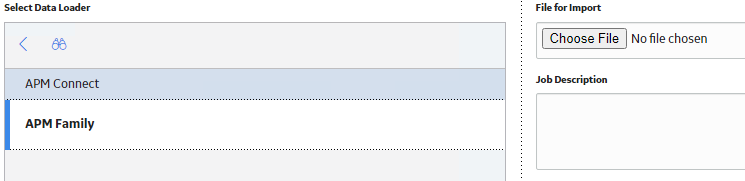 Select Data Loader
APM Connect
APM Family
File for Import
Choose File No file chosen
Job Description